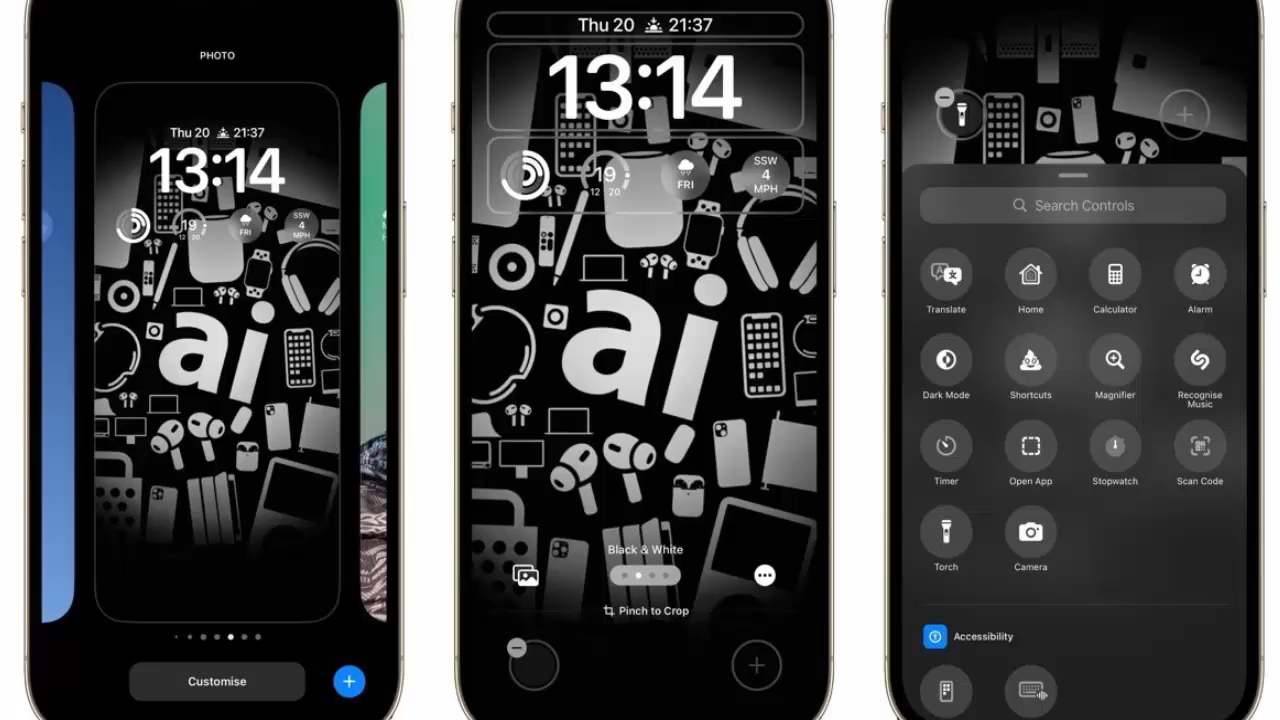 PHOTO
Thu 20 21:37
13:14
19
12 20
FRI
SSW
4
MPH
ai
Customise
Thu 20 21:37
13:14
19
12 20
FRI
SSW
4
MPH
ai
Black & White
Pinch to Crop
Search Controls
Translate
Home
Calculator
Alarm
Dark Mode
Shortcuts
Magnifier
Recognise
Music
Timer
Open App
Stopwatch
Scan Code
Torch
Camera
Accessibility